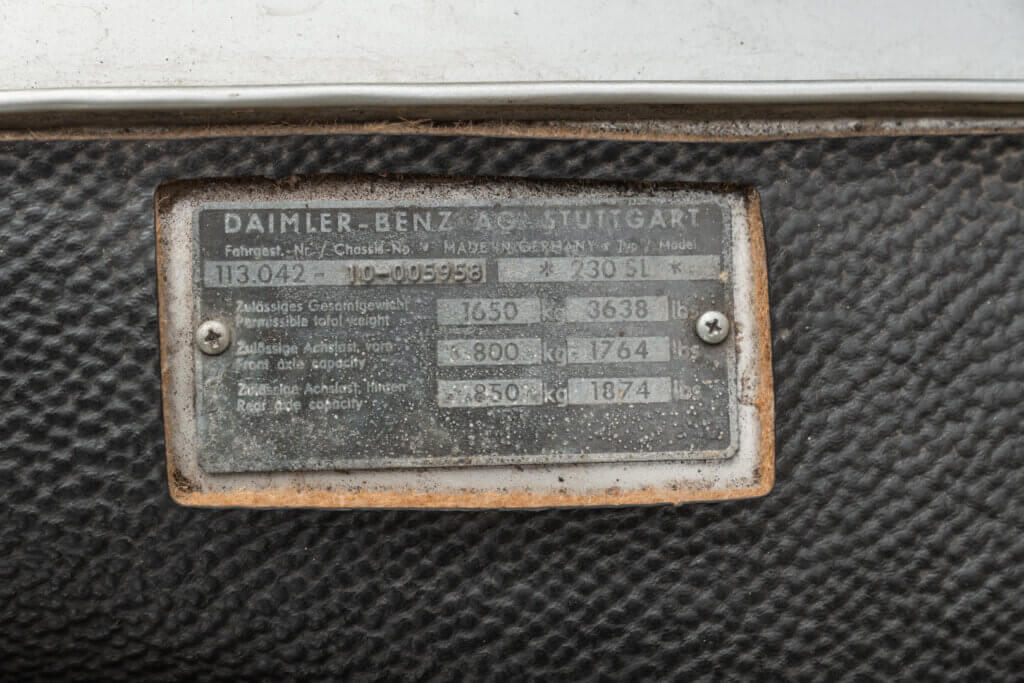 DAIMLER-BENZ AG STUTTGART
Fahrgest.-Nr. / Chassis-No. * MADE IN GERMANY * Typ / Model
113.042 - 10-005958 * 230 SL *
Zulässiges Gesamtgewicht
Permissible total weight 1650 kg 3638 lbs
Zulässige Achslast, vorn
Front axle capacity 800 kg 1764 lbs
Zulässige Achslast, hinten
Rear axle capacity 850 kg 1874 lbs